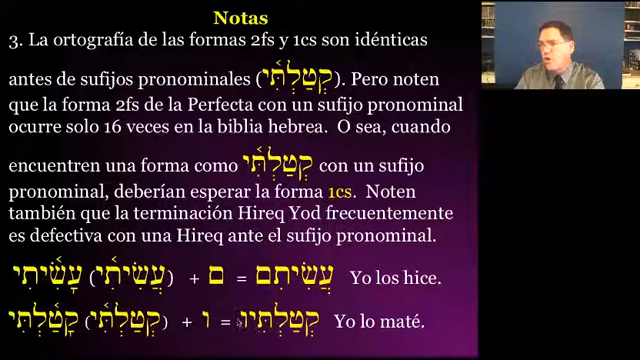 Notas
3. La ortografía de las formas 2fs y 1cs son idénticas
antes de sufijos pronominales (קְטַלְתִּ֫י). Pero noten
que la forma 2fs de la Perfecta con un sufijo pronominal
ocurre solo 16 veces en la biblia hebrea. O sea, cuando
encuentren una forma como קְטַלְתִּ֫י con un sufijo
pronominal, deberían esperar la forma 1cs. Noten
también que la terminación Hireq Yod frecuentemente
es defectiva con una Hireq ante el sufijo pronominal.
עָשִׂ֫יתִי (עֲשִׂיתִ֫י) + ם = עֲשִׂיתִם Yo los hice.
קָטַ֫לְתִּי (קְטַלְתִּ֫י) + ו = קְטַלְתִּיו Yo lo maté.